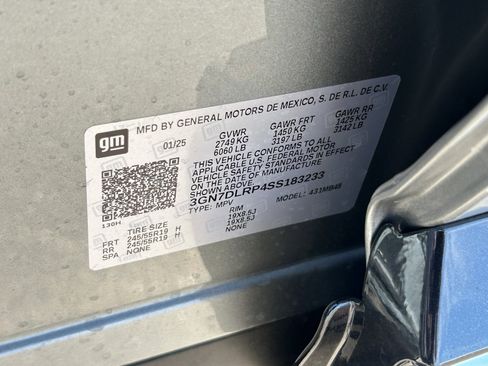 gm
MFD BY GENERAL MOTORS DE MEXICO, S. DE R.L. DE C.V.
01/25 GVWR GAWR FRT GAWR RR
2749 KG 1450 KG 1425 KG
6060 LB 3197 LB 3142 LB
THIS VEHICLE CONFORMS TO ALL
APPLICABLE U.S. FEDERAL MOTOR
VEHICLE SAFETY STANDARDS IN
EFFECT ON THE DATE OF MANUFACTURE
SHOWN ABOVE.
3GN7DLRP4SS183233
TYPE: MPV MODEL: 431MB48
136H
TIRE SIZE RIM
FRT 245/55R19 H 19X8.5J
RR 245/55R19 H 19X8.5J
SPA NONE NONE